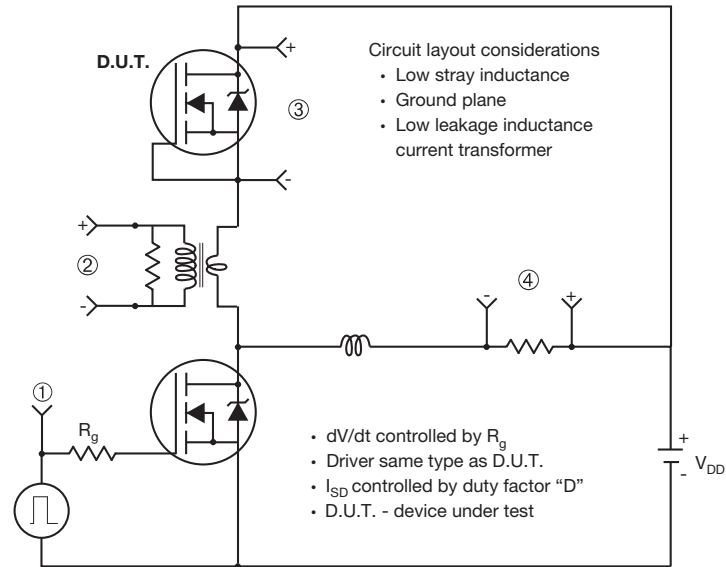 D.U.T.
+
Circuit layout considerations
• Low stray inductance
• Ground plane
• Low leakage inductance
current transformer
③
-
+
②
-
④
-
+
①
R_g
• dV/dt controlled by R_g
• Driver same type as D.U.T.
• I_SD controlled by duty factor “D”
• D.U.T. - device under test
+
-
V_DD